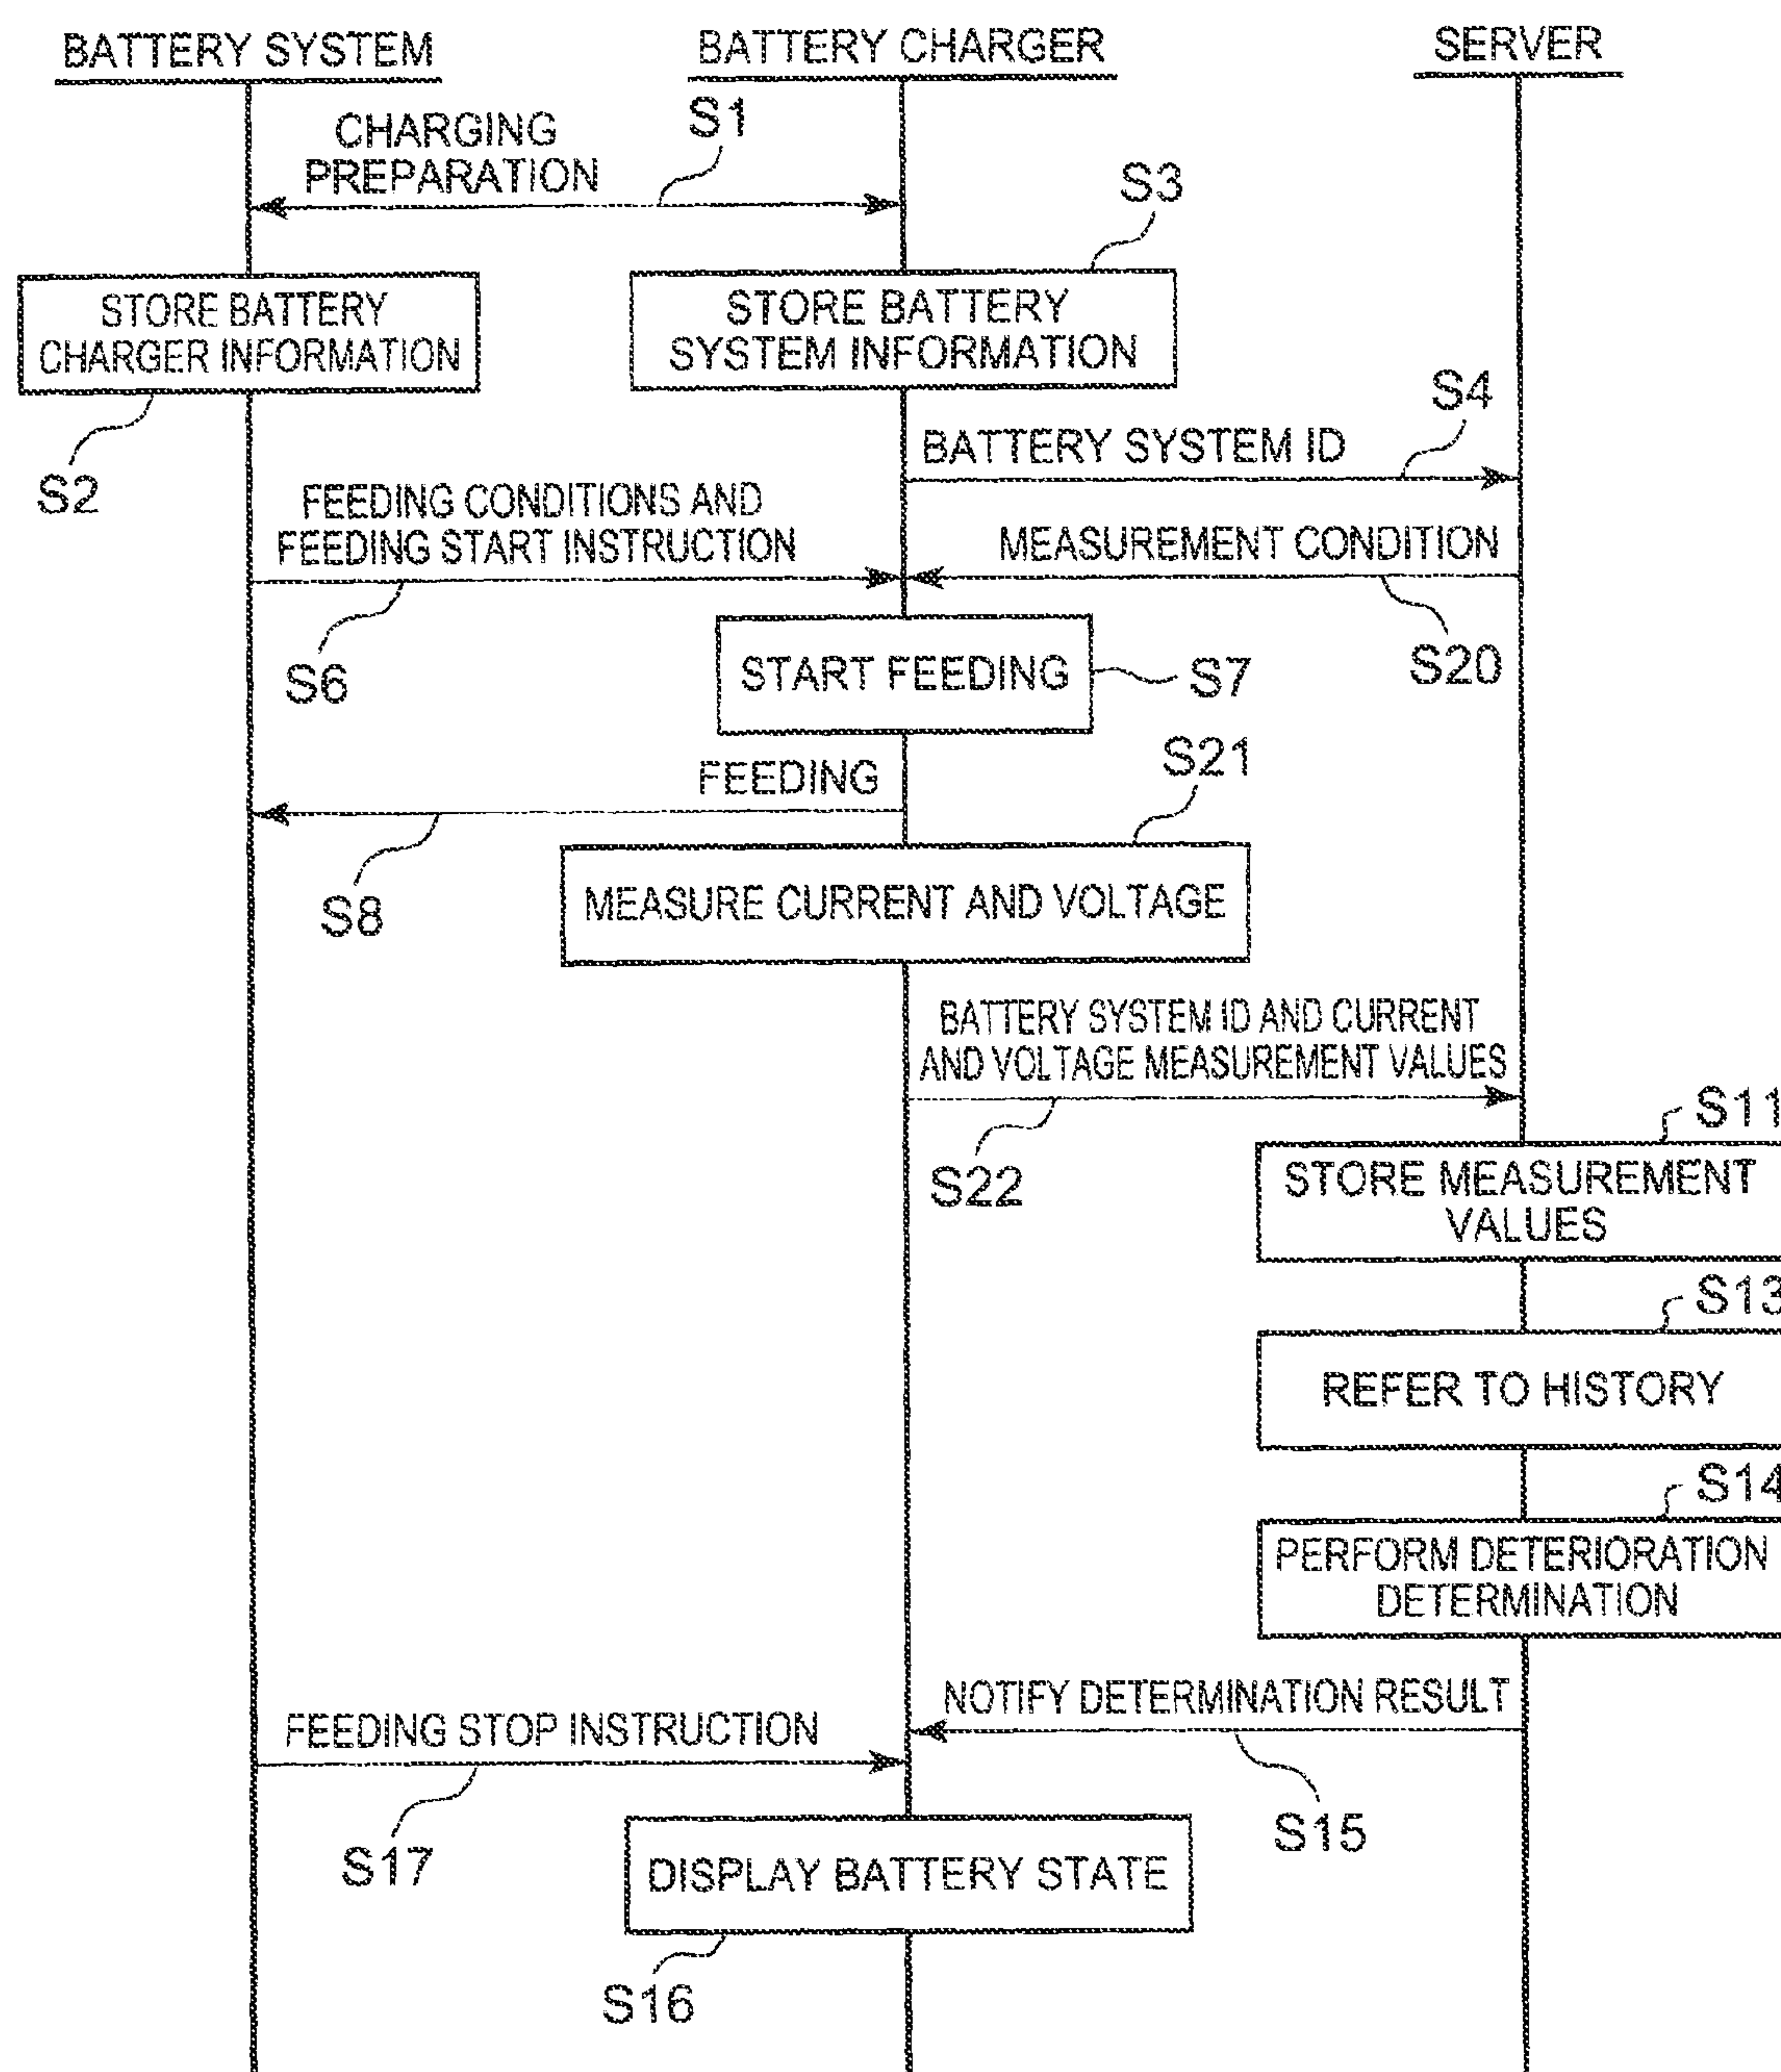 BATTERY SYSTEM
BATTERY CHARGER
SERVER
CHARGING
PREPARATION
S1
S3
STORE BATTERY
CHARGER INFORMATION
STORE BATTERY
SYSTEM INFORMATION
S2
S4
BATTERY SYSTEM ID
FEEDING CONDITIONS AND
FEEDING START INSTRUCTION
MEASUREMENT CONDITION
S6
START FEEDING
S7
S20
FEEDING
S21
S8
MEASURE CURRENT AND VOLTAGE
BATTERY SYSTEM ID AND CURRENT
AND VOLTAGE MEASUREMENT VALUES
S22
S11
STORE MEASUREMENT
VALUES
S13
REFER TO HISTORY
S14
PERFORM DETERIORATION
DETERMINATION
NOTIFY DETERMINATION RESULT
FEEDING STOP INSTRUCTION
S15
S17
DISPLAY BATTERY STATE
S16